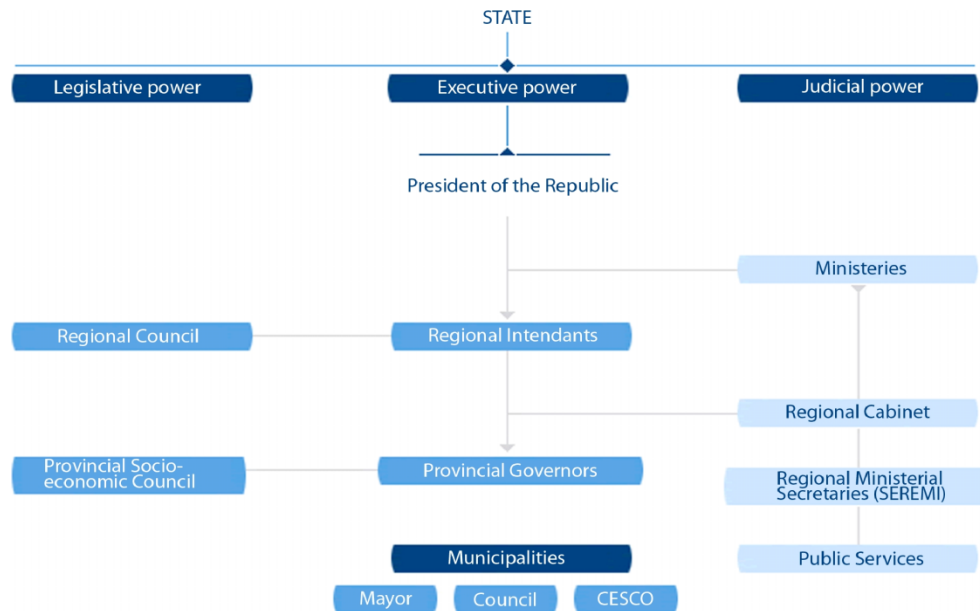 STATE
Legislative power
Executive power
Judicial power
President of the Republic
Ministeries
Regional Council
Regional Intendants
Regional Cabinet
Provincial Socio-
economic Council
Provincial Governors
Regional Ministerial
Secretaries (SEREMI)
Municipalities
Public Services
Mayor
Council
CESCO